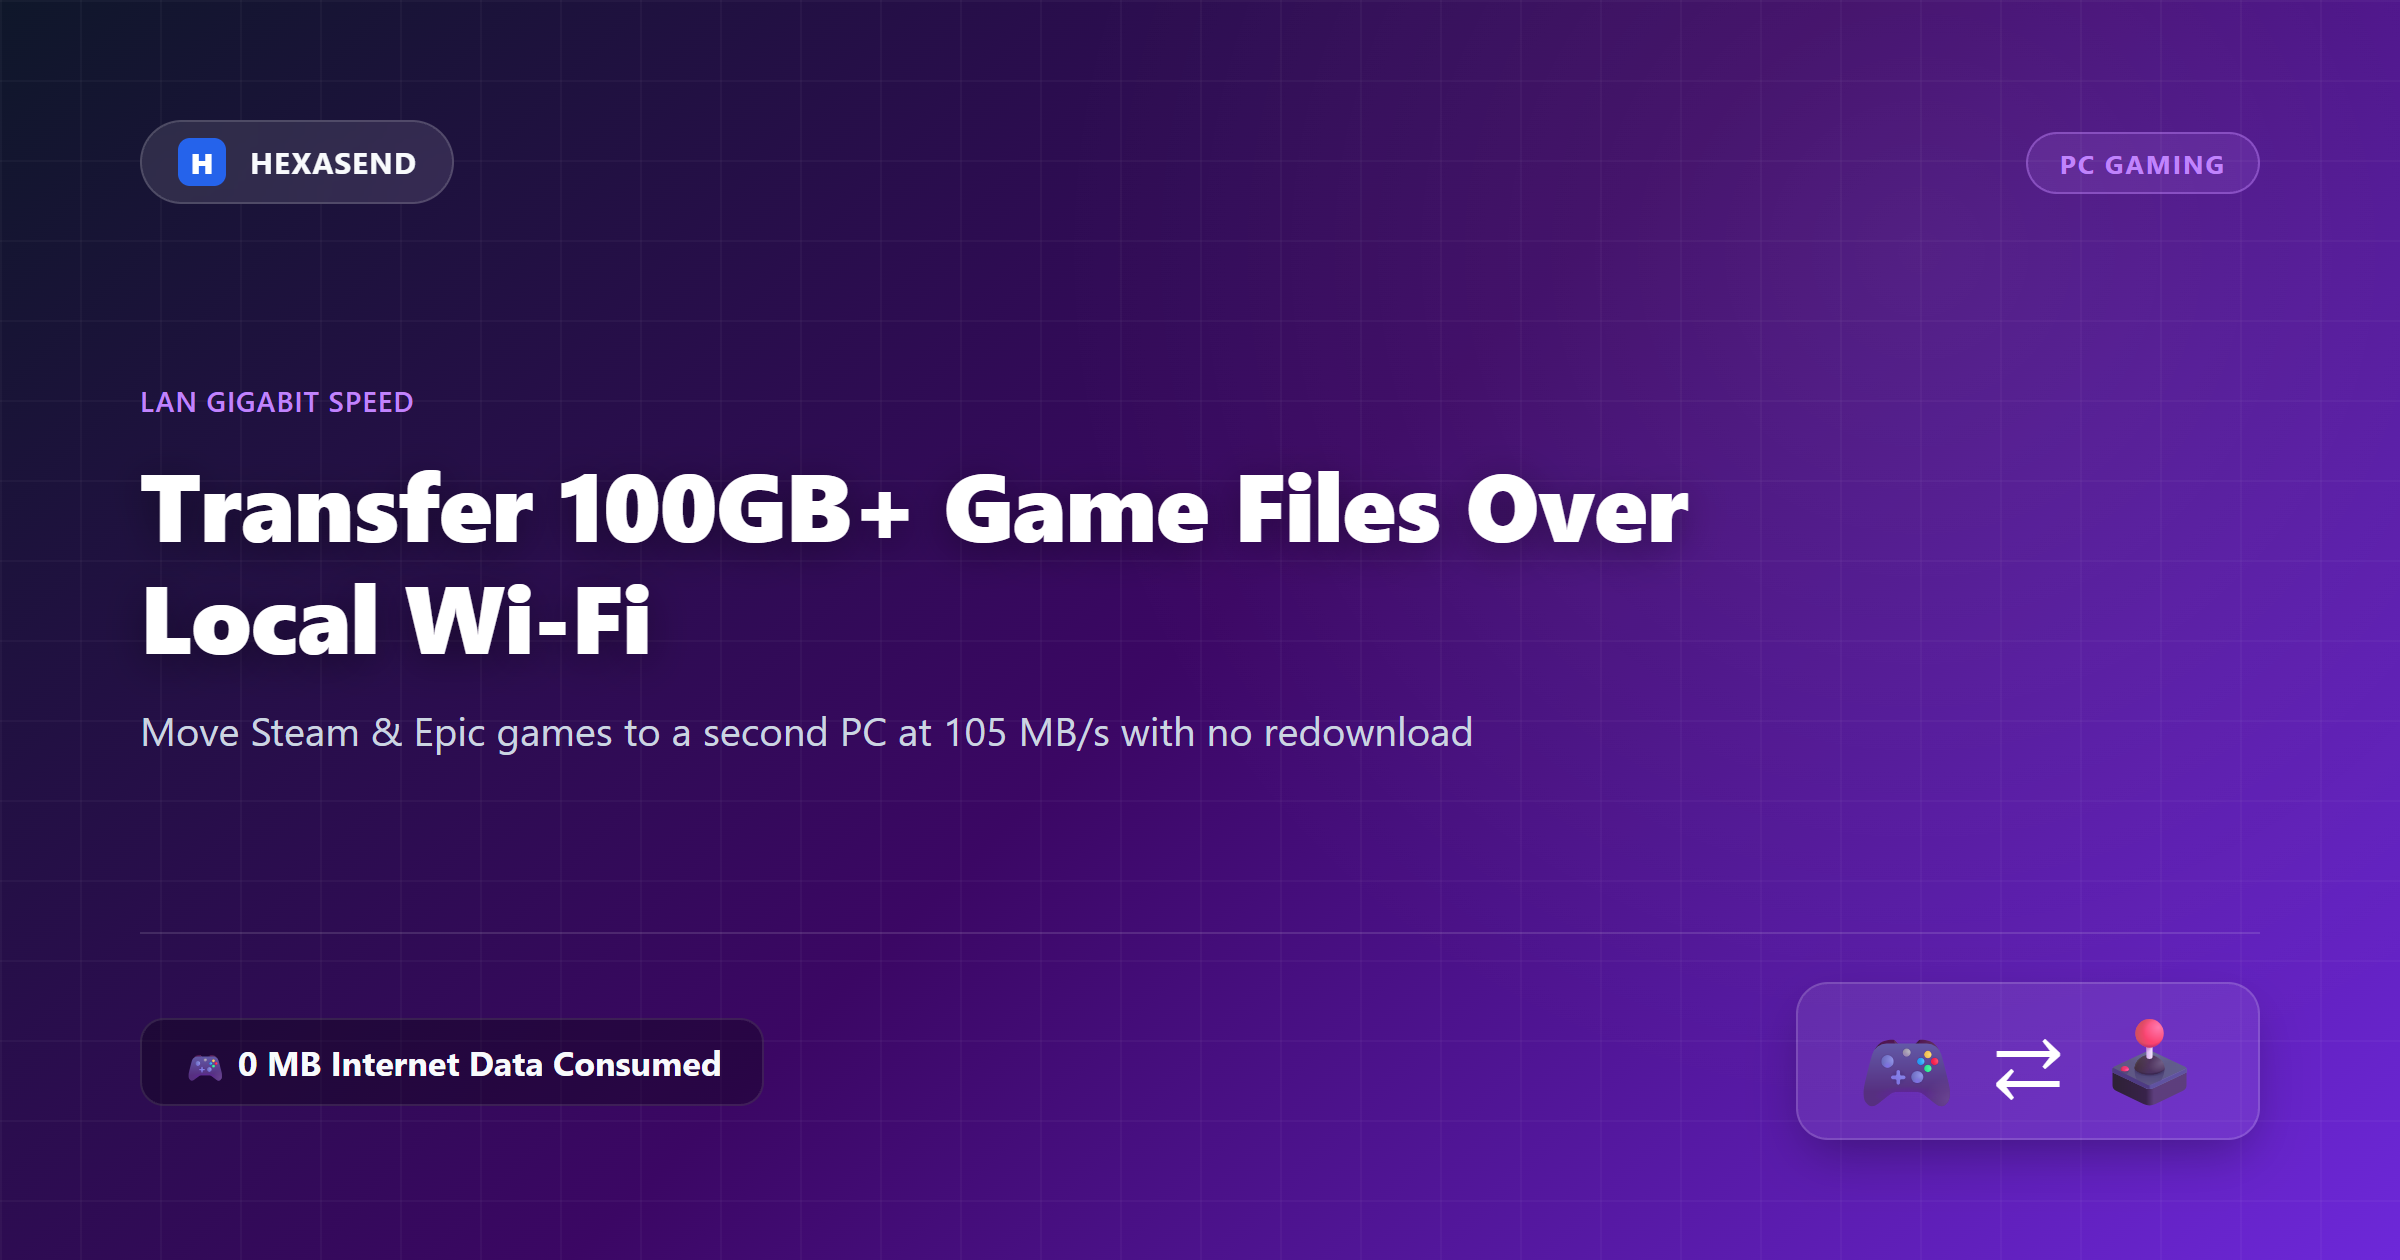 H HEXASEND
PC GAMING
LAN GIGABIT SPEED
Transfer 100GB+ Game Files Over
Local Wi-Fi
Move Steam & Epic games to a second PC at 105 MB/s with no redownload
0 MB Internet Data Consumed